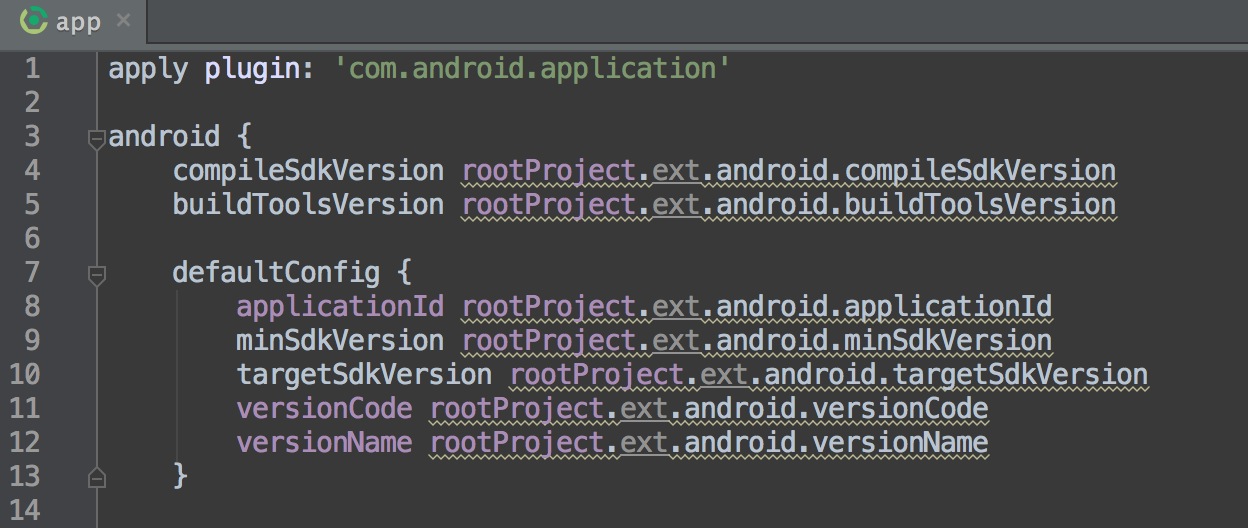 app ×
1 apply plugin: 'com.android.application'
2
3 android {
4     compileSdkVersion rootProject.ext.android.compileSdkVersion
5     buildToolsVersion rootProject.ext.android.buildToolsVersion
6
7     defaultConfig {
8         applicationId rootProject.ext.android.applicationId
9         minSdkVersion rootProject.ext.android.minSdkVersion
10         targetSdkVersion rootProject.ext.android.targetSdkVersion
11         versionCode rootProject.ext.android.versionCode
12         versionName rootProject.ext.android.versionName
13     }
14